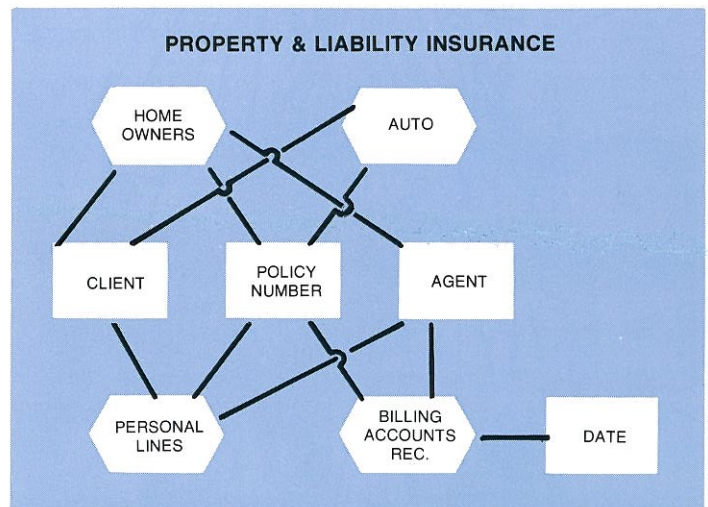 PROPERTY & LIABILITY INSURANCE
HOME
OWNERS
AUTO
CLIENT
POLICY
NUMBER
AGENT
PERSONAL
LINES
BILLING
ACCOUNTS
REC.
DATE